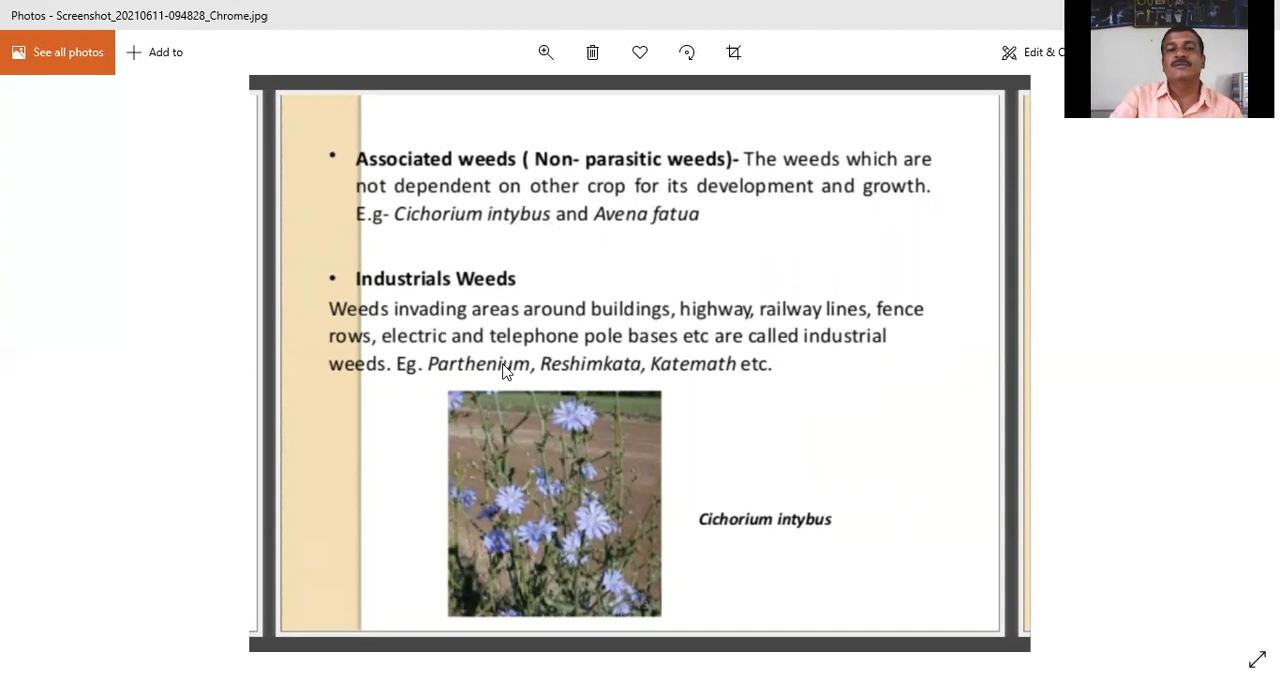 Photos - Screenshot_20210611-094828_Chrome.jpg
See all photos
Add to
Edit & C
• Associated weeds ( Non- parasitic weeds)- The weeds which are
not dependent on other crop for its development and growth.
E.g- Cichorium intybus and Avena fatua
• Industrials Weeds
Weeds invading areas around buildings, highway, railway lines, fence
rows, electric and telephone pole bases etc are called industrial
weeds. Eg. Parthenium, Reshimkata, Katemath etc.
Cichorium intybus